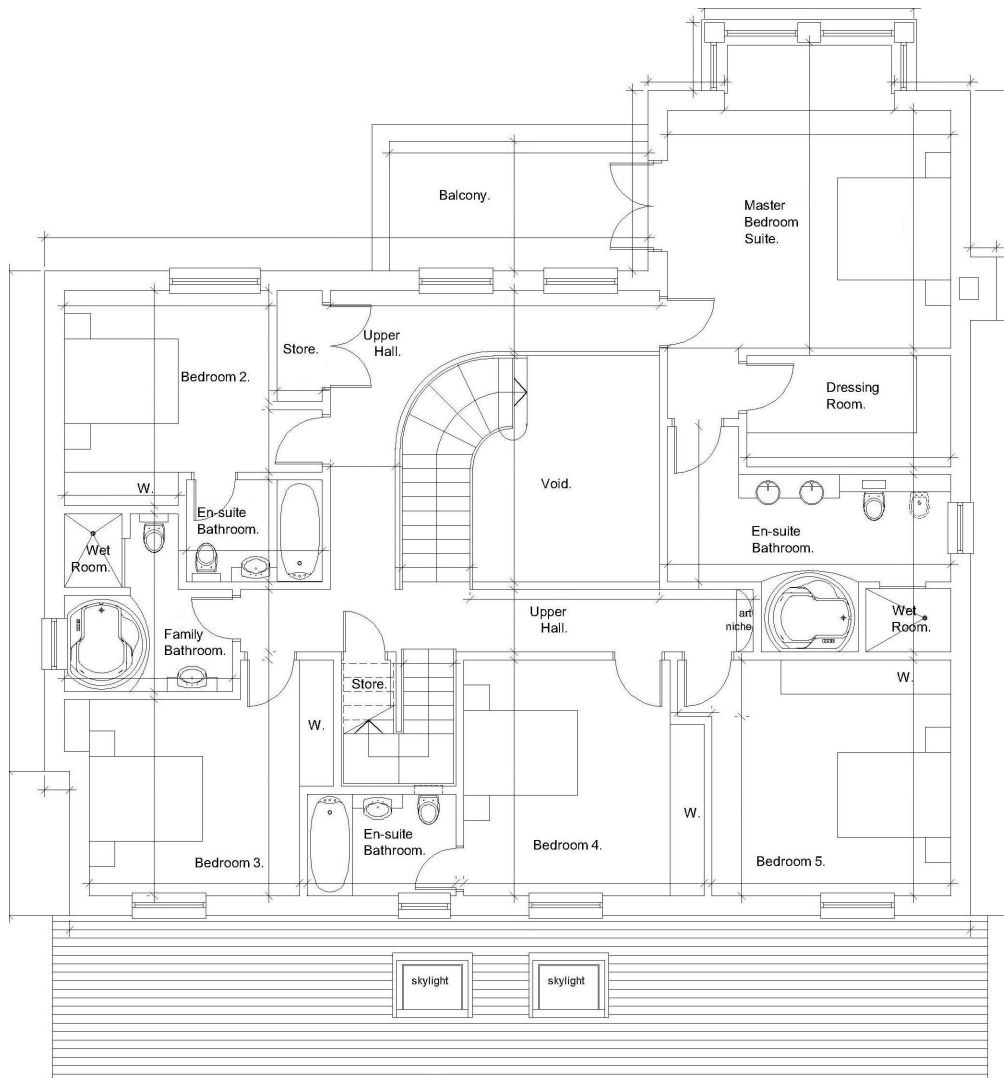 Balcony.
Master
Bedroom
Suite.
Upper
Hall.
Store.
Bedroom 2.
Dressing
Room.
W.
Void.
En-suite
Bathroom.
En-suite
Bathroom.
Wet
Room.
Family
Bathroom.
Upper
Hall.
art
niche
Wet
Room.
Store.
W.
W.
W.
En-suite
Bathroom.
Bedroom 4.
Bedroom 3.
Bedroom 5.
skylight
skylight